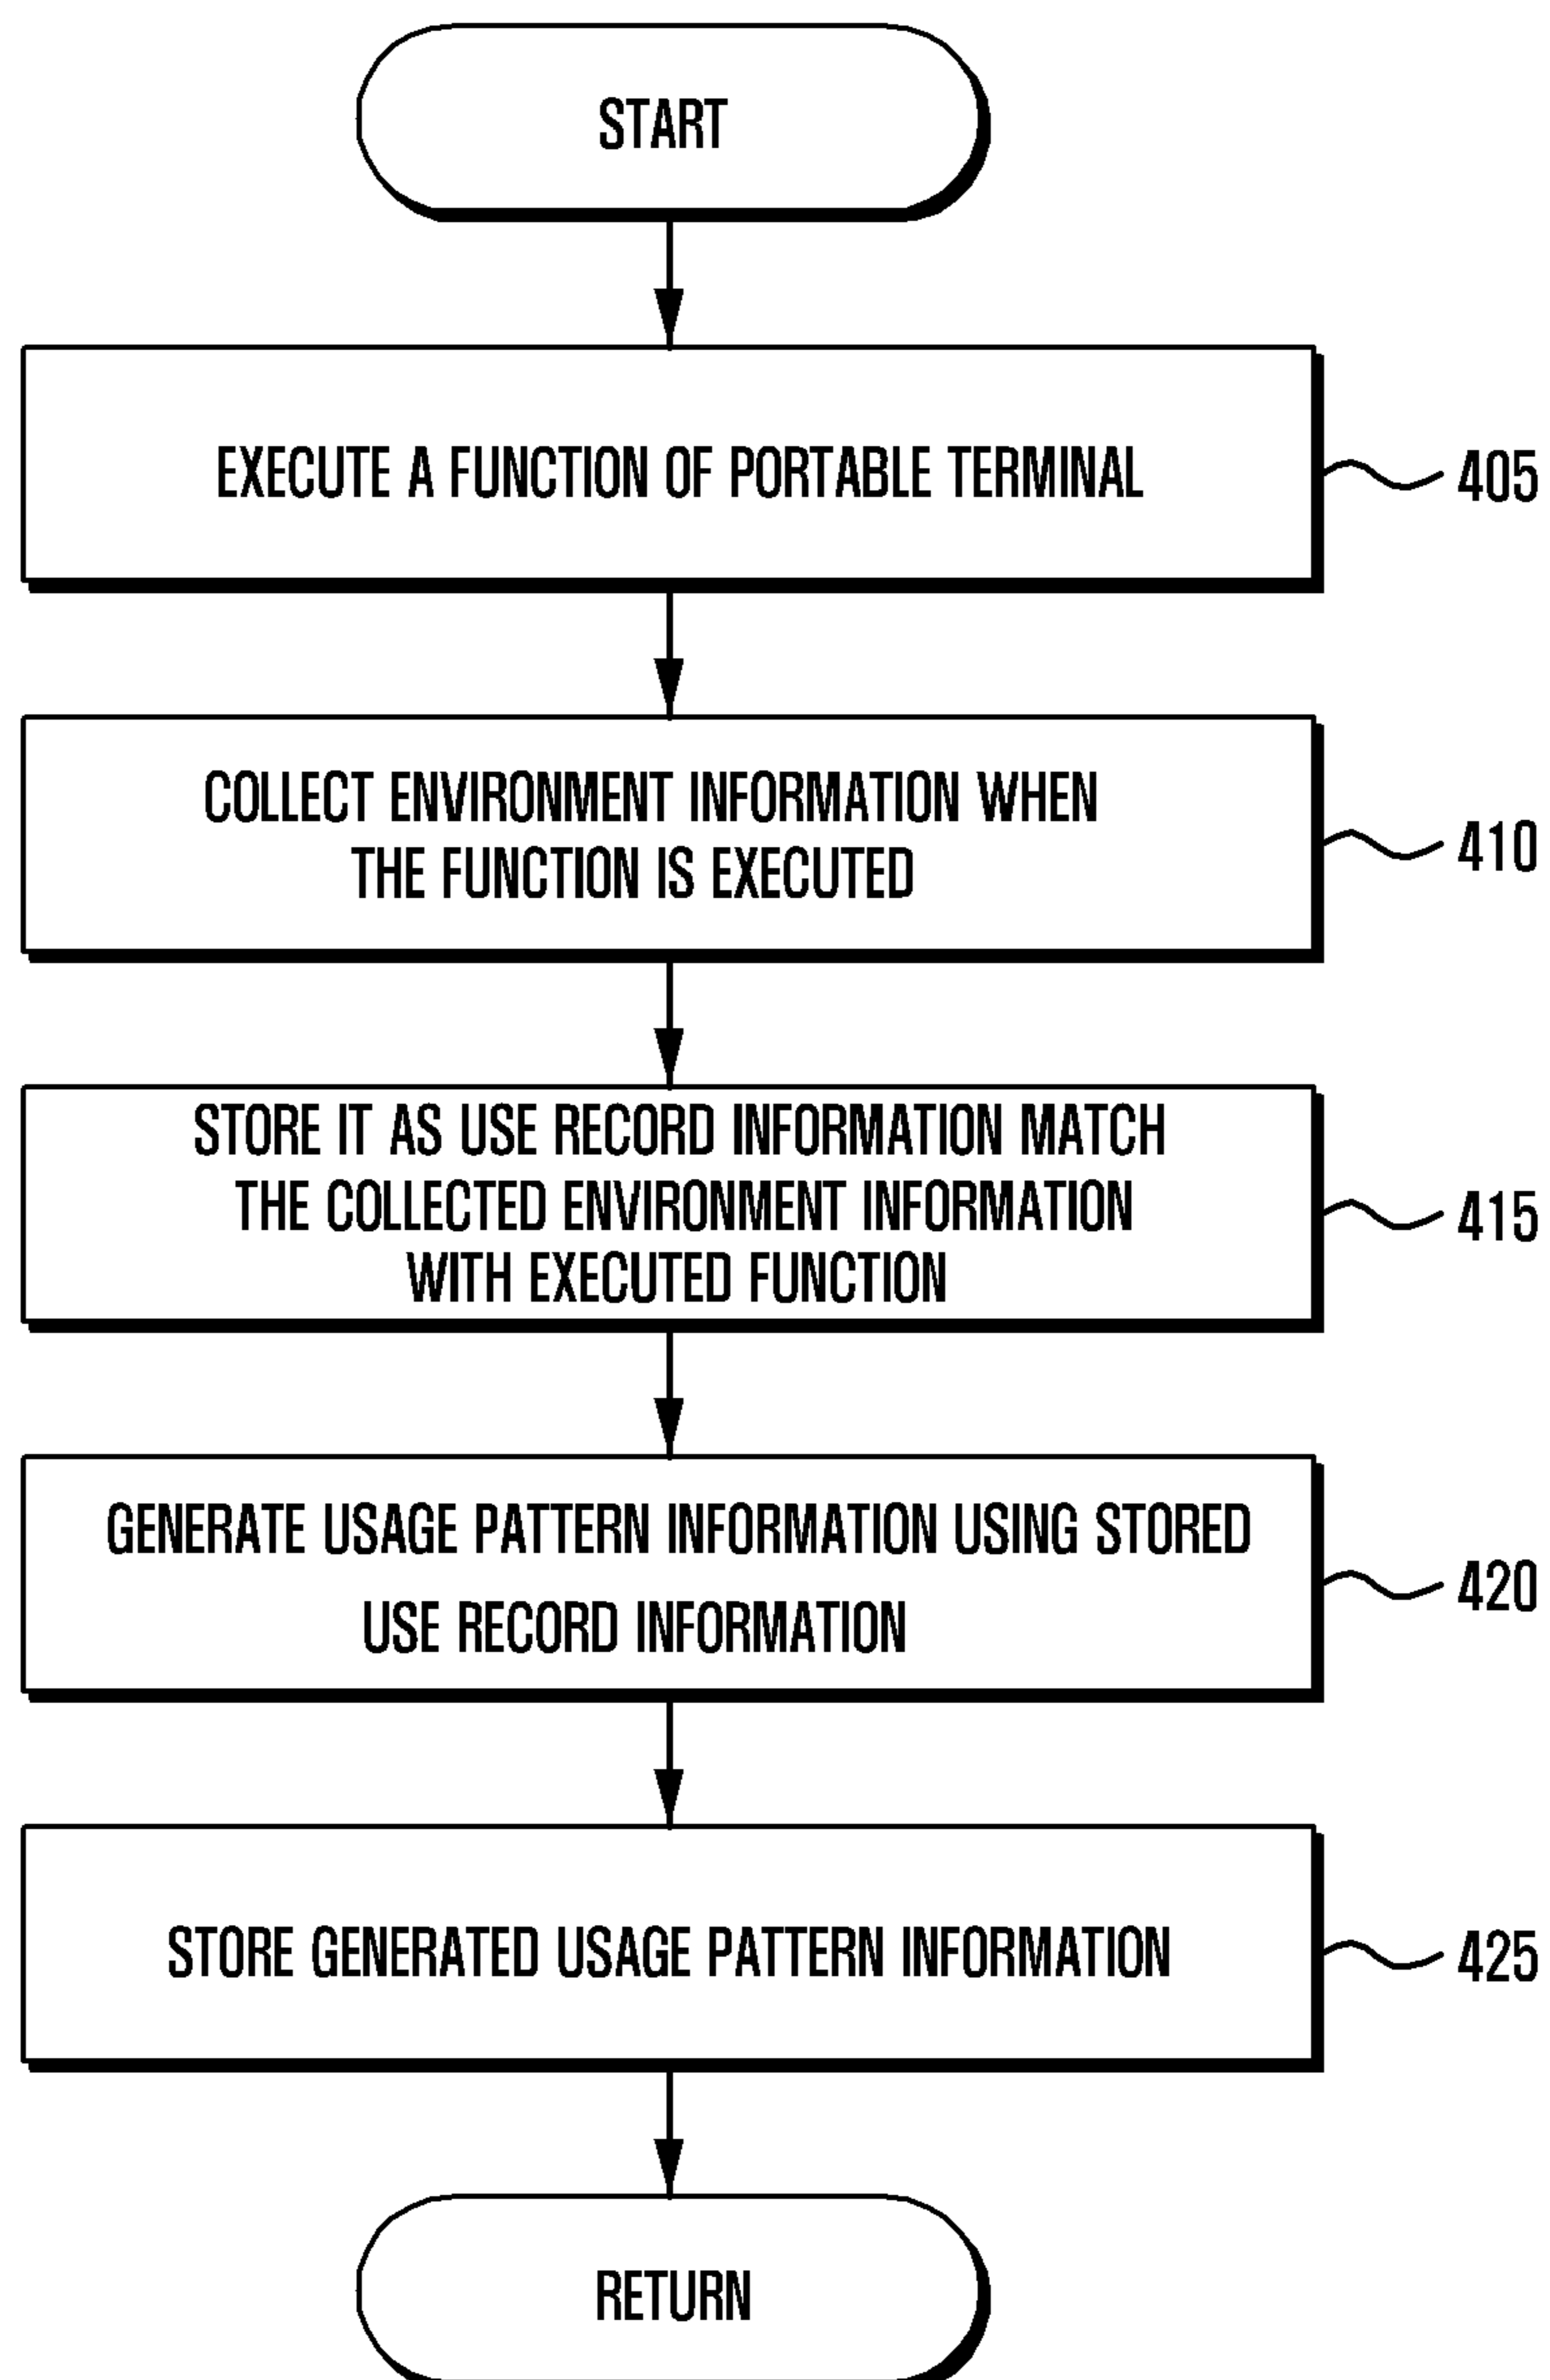 START
EXECUTE A FUNCTION OF PORTABLE TERMINAL
405
COLLECT ENVIRONMENT INFORMATION WHEN
THE FUNCTION IS EXECUTED
410
STORE IT AS USE RECORD INFORMATION MATCH
THE COLLECTED ENVIRONMENT INFORMATION
WITH EXECUTED FUNCTION
415
GENERATE USAGE PATTERN INFORMATION USING STORED
USE RECORD INFORMATION
420
STORE GENERATED USAGE PATTERN INFORMATION
425
RETURN